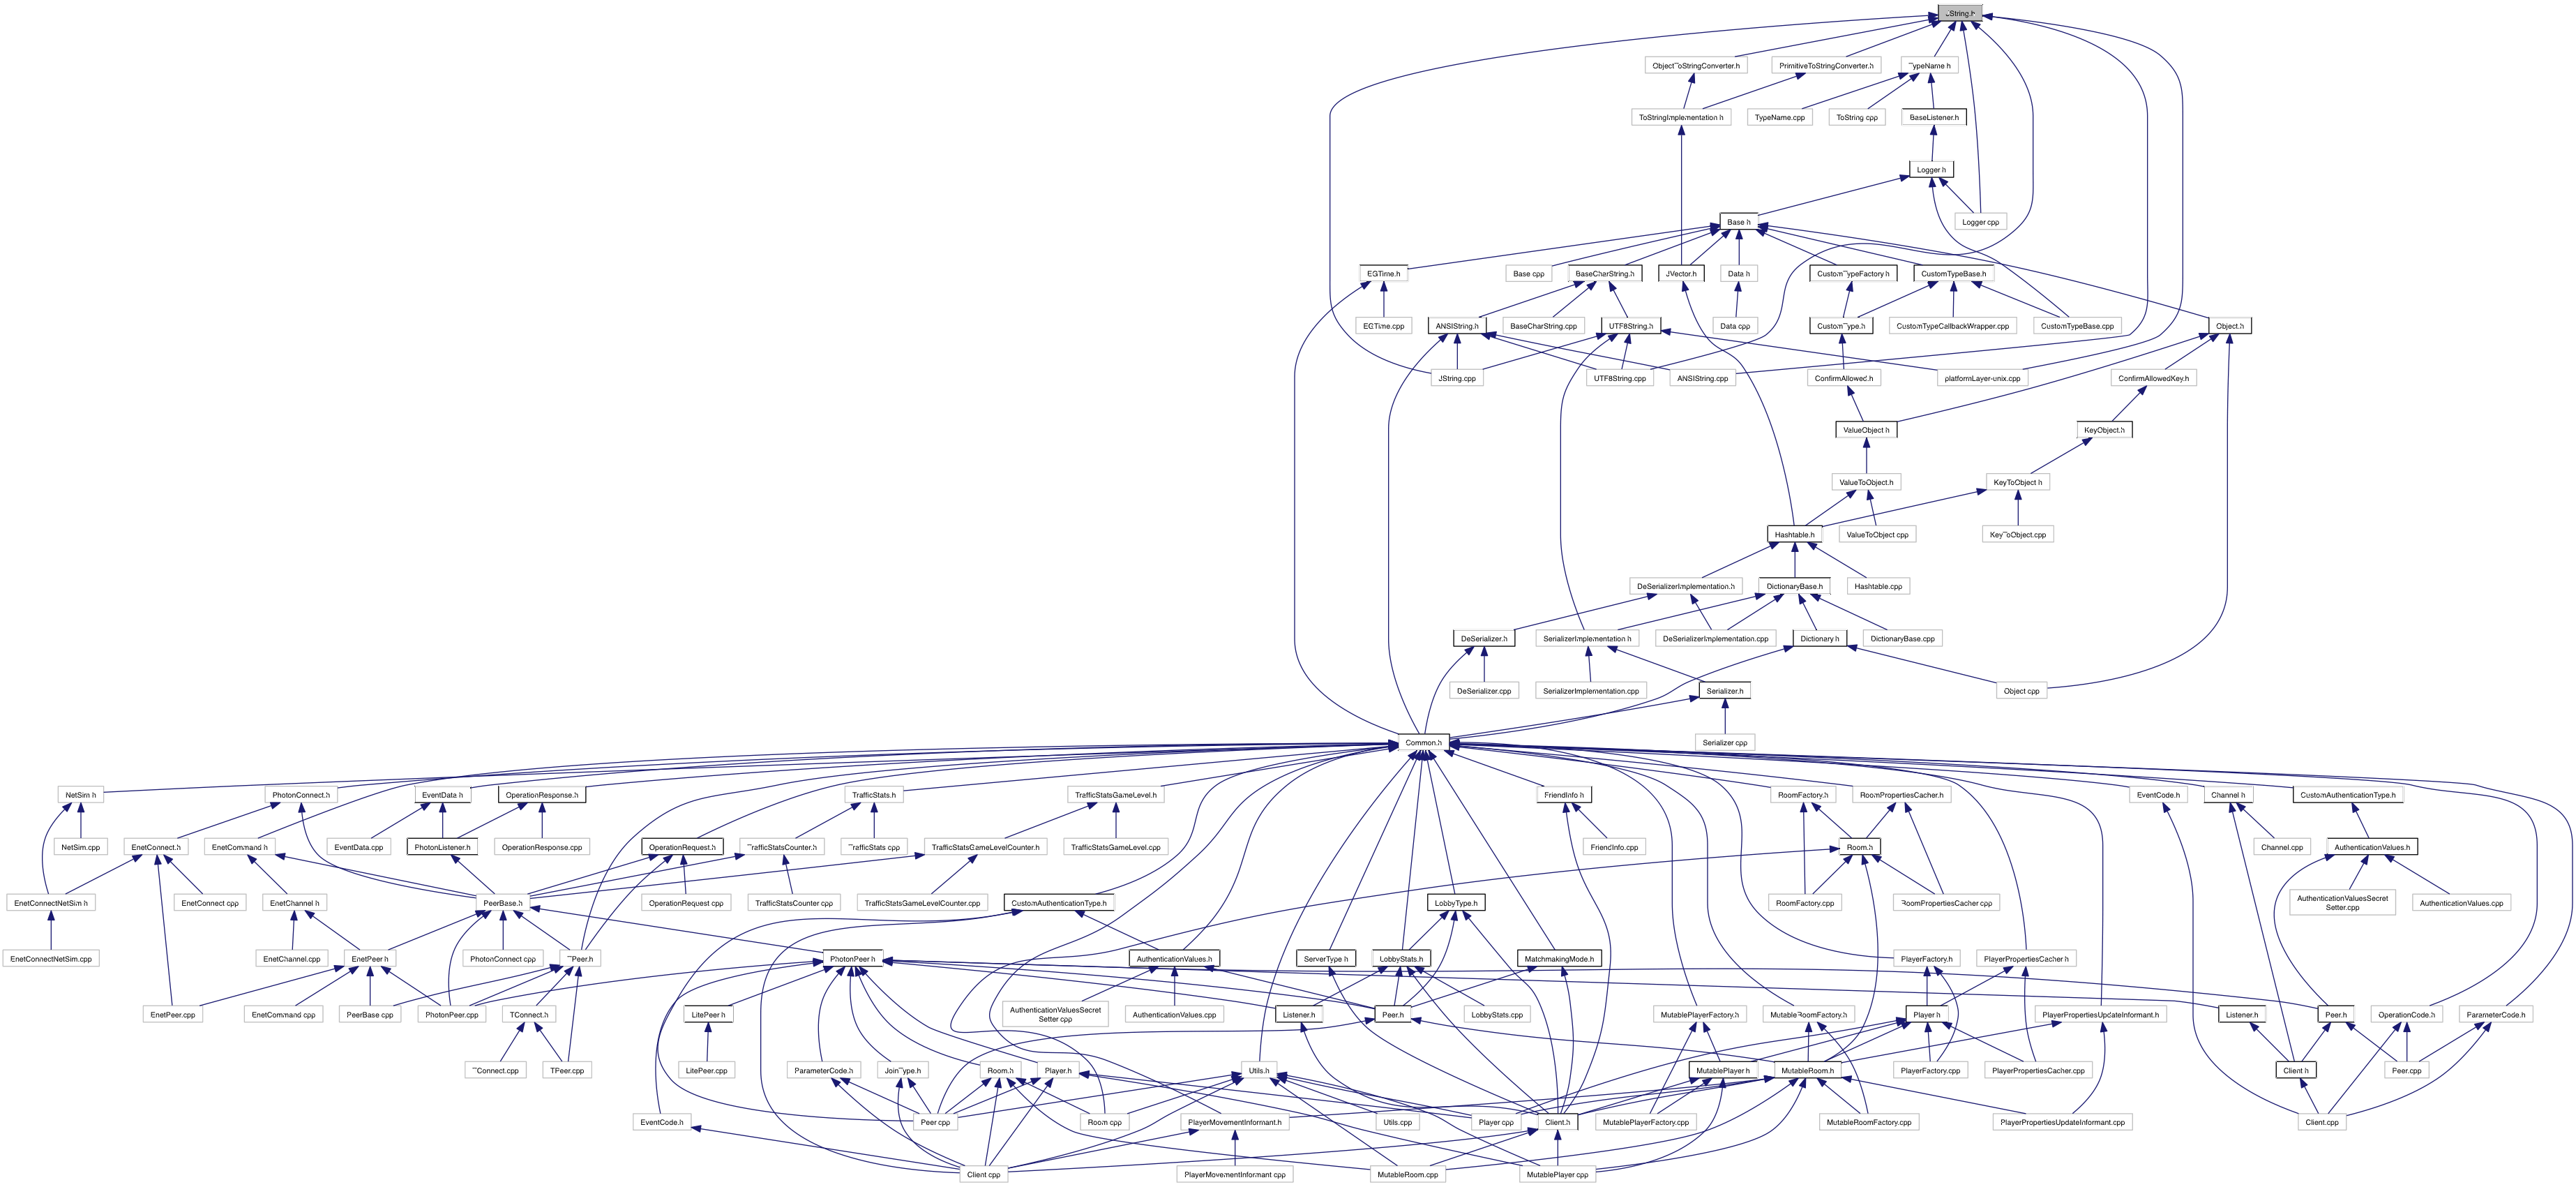 JString.h
ObjectToStringConverter.h
PrimitiveToStringConverter.h
TypeName.h
ToStringImplementation.h
TypeName.cpp
ToString.cpp
BaseListener.h
Logger.h
Base.h
Logger.cpp
EGTime.h
Base.cpp
BaseCharString.h
JVector.h
Data.h
CustomTypeFactory.h
CustomTypeBase.h
EGTime.cpp
ANSIString.h
BaseCharString.cpp
UTF8String.h
Data.cpp
CustomType.h
CustomTypeCallbackWrapper.cpp
CustomTypeBase.cpp
Object.h
JString.cpp
UTF8String.cpp
ANSIString.cpp
ConfirmAllowed.h
platformLayer-unix.cpp
ConfirmAllowedKey.h
ValueObject.h
KeyObject.h
ValueToObject.h
KeyToObject.h
Hashtable.h
ValueToObject.cpp
KeyToObject.cpp
DeSerializerImplementation.h
DictionaryBase.h
Hashtable.cpp
DeSerializer.h
SerializerImplementation.h
DeSerializerImplementation.cpp
Dictionary.h
DictionaryBase.cpp
DeSerializer.cpp
SerializerImplementation.cpp
Serializer.h
Object.cpp
Common.h
Serializer.cpp
NetSim.h
PhotonConnect.h
EventData.h
OperationResponse.h
TrafficStats.h
TrafficStatsGameLevel.h
FriendInfo.h
RoomFactory.h
RoomPropertiesCacher.h
EventCode.h
Channel.h
CustomAuthenticationType.h
NetSim.cpp
EnetConnect.h
EnetCommand.h
EventData.cpp
PhotonListener.h
OperationResponse.cpp
OperationRequest.h
TrafficStatsCounter.h
TrafficStats.cpp
TrafficStatsGameLevelCounter.h
TrafficStatsGameLevel.cpp
FriendInfo.cpp
Room.h
Channel.cpp
AuthenticationValues.h
EnetConnectNetSim.h
EnetConnect.cpp
EnetChannel.h
PeerBase.h
OperationRequest.cpp
TrafficStatsCounter.cpp
TrafficStatsGameLevelCounter.cpp
CustomAuthenticationType.h
LobbyType.h
RoomFactory.cpp
RoomPropertiesCacher.cpp
AuthenticationValuesSecret
Setter.cpp
AuthenticationValues.cpp
EnetConnectNetSim.cpp
EnetChannel.cpp
EnetPeer.h
PhotonConnect.cpp
TPeer.h
PhotonPeer.h
AuthenticationValues.h
ServerType.h
LobbyStats.h
MatchmakingMode.h
PlayerFactory.h
PlayerPropertiesCacher.h
EnetPeer.cpp
EnetCommand.cpp
PeerBase.cpp
PhotonPeer.cpp
TConnect.h
LitePeer.h
AuthenticationValuesSecret
Setter.cpp
AuthenticationValues.cpp
Listener.h
Peer.h
LobbyStats.cpp
MutablePlayerFactory.h
MutableRoomFactory.h
Player.h
PlayerPropertiesUpdateInformant.h
Listener.h
Peer.h
OperationCode.h
ParameterCode.h
TConnect.cpp
TPeer.cpp
LitePeer.cpp
ParameterCode.h
JoinType.h
Room.h
Player.h
Utils.h
MutablePlayer.h
MutableRoom.h
PlayerFactory.cpp
PlayerPropertiesCacher.cpp
Client.h
Peer.cpp
EventCode.h
Peer.cpp
Room.cpp
PlayerMovementInformant.h
Utils.cpp
Player.cpp
Client.h
MutablePlayerFactory.cpp
MutableRoomFactory.cpp
PlayerPropertiesUpdateInformant.cpp
Client.cpp
Client.cpp
PlayerMovementInformant.cpp
MutableRoom.cpp
MutablePlayer.cpp